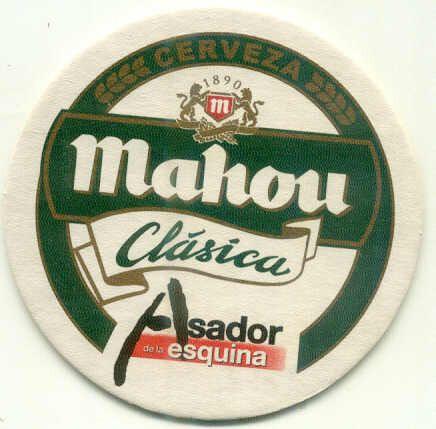 CERVEZA
1890
m
mahou
Clásica
Asador
de la esquina